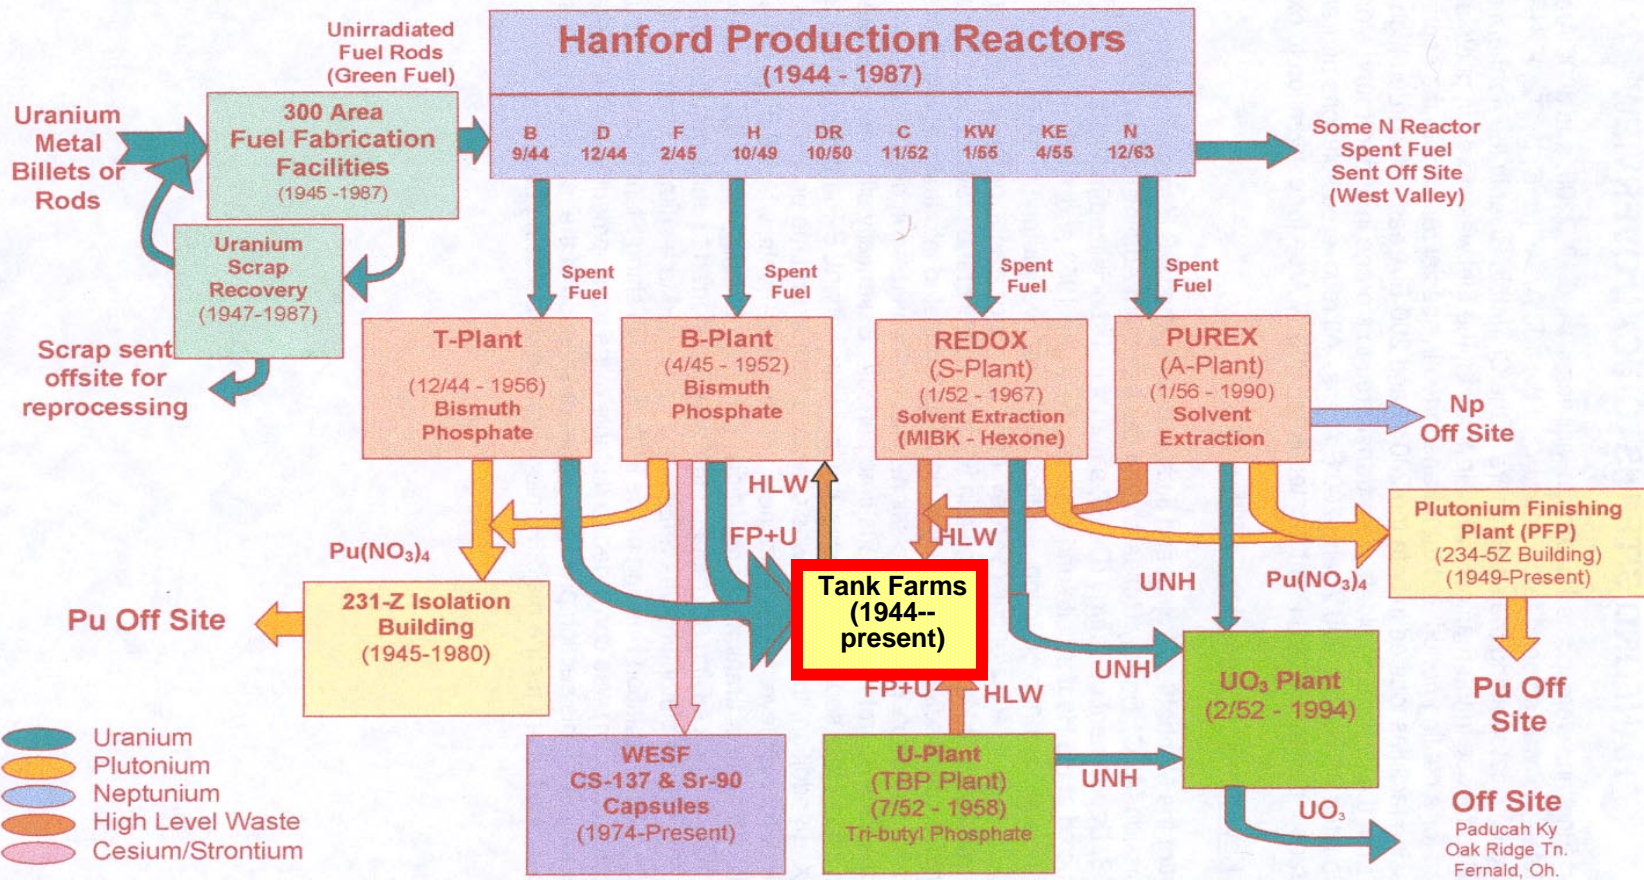 Unirradiated
Fuel Rods
(Green Fuel)
Hanford Production Reactors
(1944 - 1987)
B D F H DR C KW KE N
9/44 12/44 2/45 10/49 10/50 11/52 1/55 4/55 12/63
Uranium
Metal
Billets or
Rods
300 Area
Fuel Fabrication
Facilities
(1945 -1987)
Some N Reactor
Spent Fuel
Sent Off Site
(West Valley)
Uranium
Scrap
Recovery
(1947-1987)
Scrap sent
offsite for
reprocessing
Spent
Fuel
Spent
Fuel
Spent
Fuel
Spent
Fuel
T-Plant
(12/44 - 1956)
Bismuth
Phosphate
B-Plant
(4/45 - 1952)
Bismuth
Phosphate
REDOX
(S-Plant)
(1/52 - 1967)
Solvent Extraction
(MIBK - Hexone)
PUREX
(A-Plant)
(1/56 - 1990)
Solvent
Extraction
Np
Off Site
HLW
FP+U
HLW
Pu(NO₃)₄
UNH
Pu(NO₃)₄
Plutonium Finishing
Plant (PFP)
(234-5Z Building)
(1949-Present)
Pu Off Site
231-Z Isolation
Building
(1945-1980)
Tank Farms
(1944--
present)
UNH
FP+U
HLW
UO₃ Plant
(2/52 - 1994)
Pu Off
Site
Uranium
Plutonium
Neptunium
High Level Waste
Cesium/Strontium
WESF
CS-137 & Sr-90
Capsules
(1974-Present)
U-Plant
(TBP Plant)
(7/52 - 1958)
Tri-butyl Phosphate
UNH
UO₃
Off Site
Paducah Ky
Oak Ridge Tn.
Fernald, Oh.